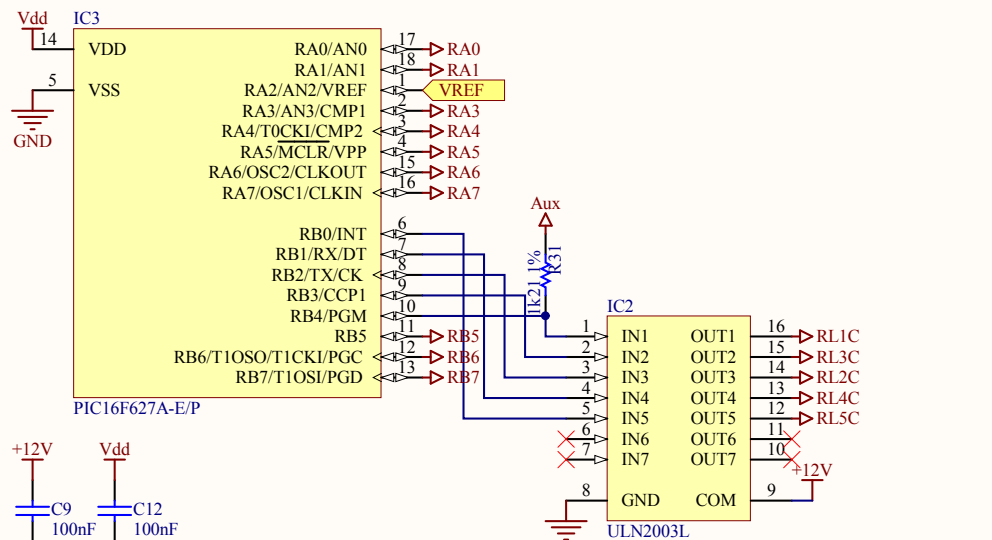 Vdd
IC3
14
VDD
RA0/AN0
17
RA0
RA1/AN1
18
RA1
5
VSS
RA2/AN2/VREF
1
VREF
RA3/AN3/CMP1
2
RA3
RA4/T0CKI/CMP2
3
RA4
GND
RA5/MCLR/VPP
4
RA5
RA6/OSC2/CLKOUT
15
RA6
RA7/OSC1/CLKIN
16
RA7
Aux
RB0/INT
6
RB1/RX/DT
7
RB2/TX/CK
8
RB3/CCP1
9
RB4/PGM
10
1k21 1%
R31
RB5
11
RB5
RB6/T1OSO/T1CKI/PGC
12
RB6
RB7/T1OSI/PGD
13
RB7
PIC16F627A-E/P
IC2
1
IN1
OUT1
16
RL1C
2
IN2
OUT2
15
RL3C
3
IN3
OUT3
14
RL2C
4
IN4
OUT4
13
RL4C
5
IN5
OUT5
12
RL5C
6
IN6
OUT6
11
7
IN7
OUT7
10
+12V
8
GND
COM
9
ULN2003L
+12V
Vdd
C9
100nF
C12
100nF